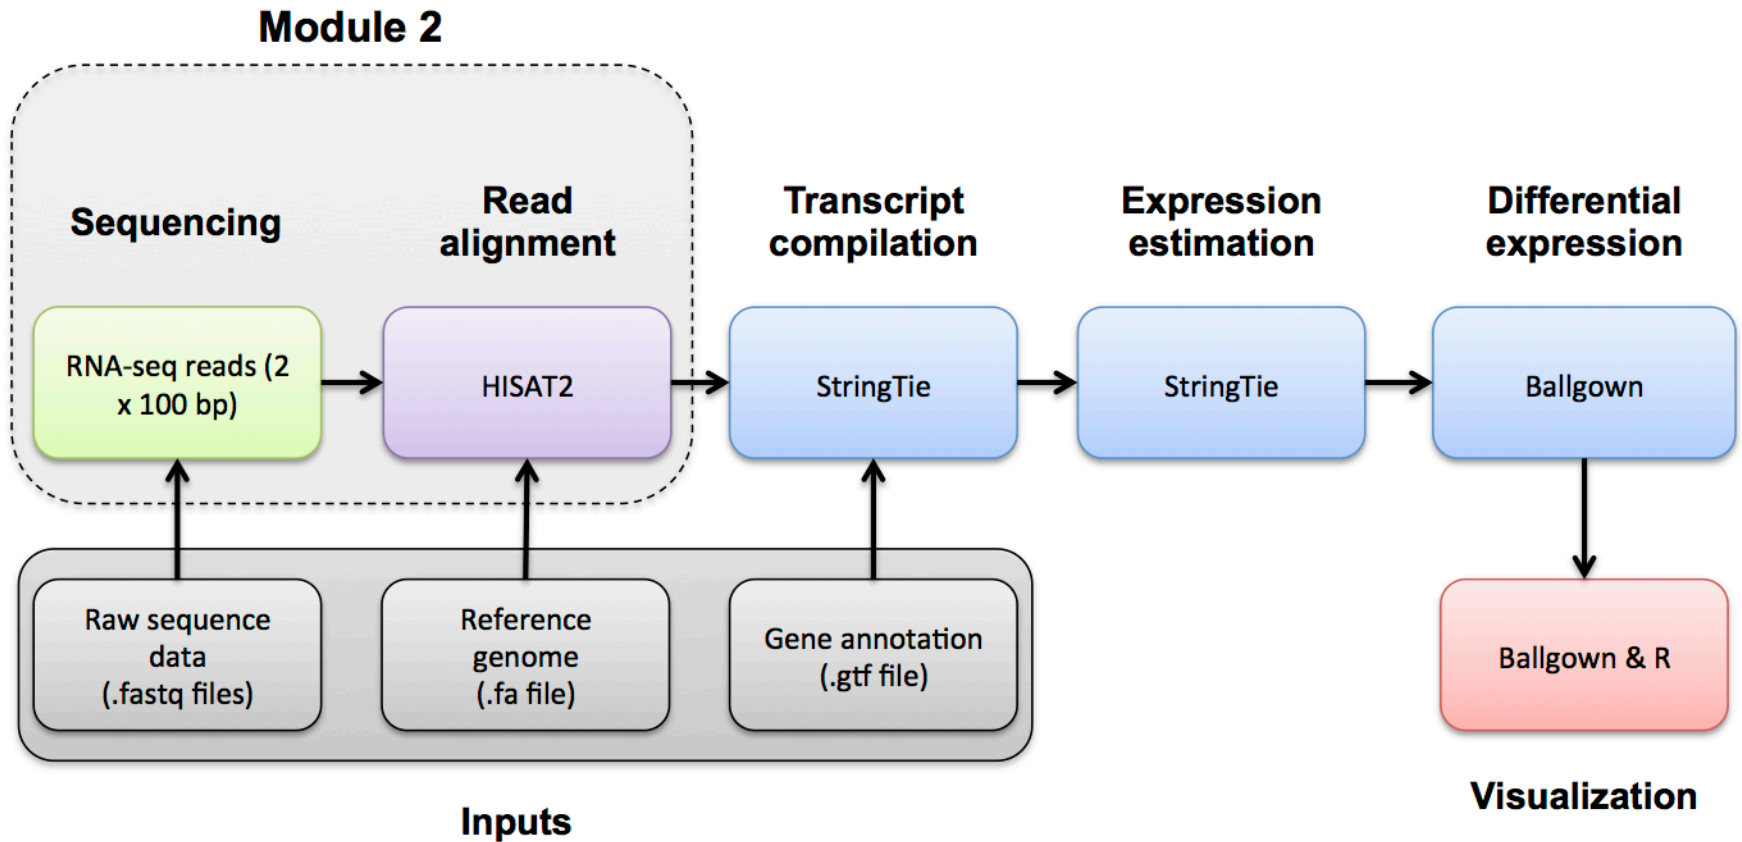 Module 2
Sequencing
Read
alignment
Transcript
compilation
Expression
estimation
Differential
expression
RNA-seq reads (2
x 100 bp)
HISAT2
StringTie
StringTie
Ballgown
Raw sequence
data
(.fastq files)
Reference
genome
(.fa file)
Gene annotation
(.gtf file)
Ballgown & R
Inputs
Visualization